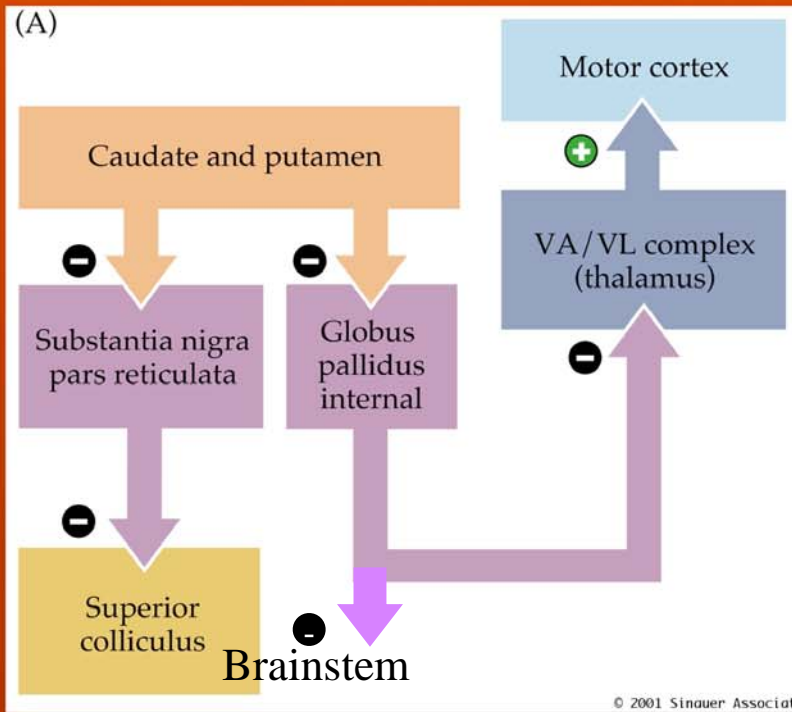 (A)
Motor cortex
+
Caudate and putamen
−
−
VA/VL complex
(thalamus)
Substantia nigra
pars reticulata
Globus
pallidus
internal
−
−
Superior
colliculus
-
Brainstem
© 2001 Sinauer Associat